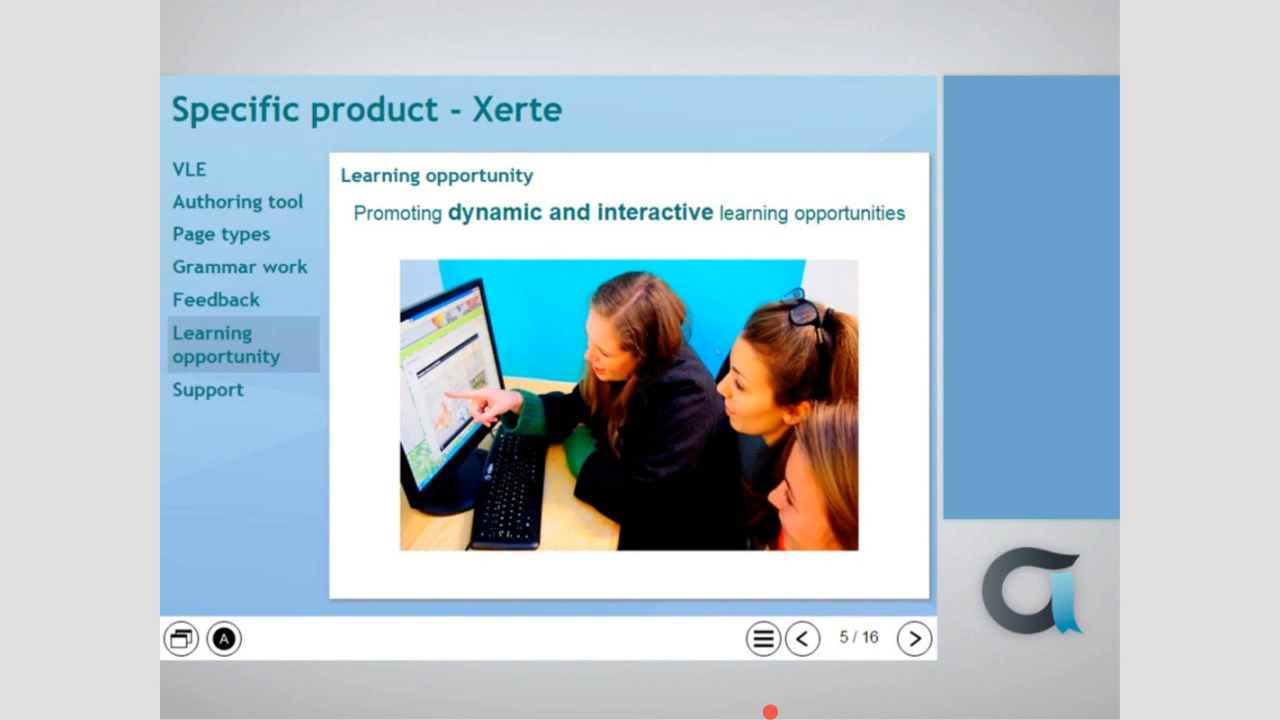 Specific product - Xerte
VLE
Authoring tool
Page types
Grammar work
Feedback
Learning
opportunity
Support
Learning opportunity
Promoting dynamic and interactive learning opportunities
A
5 / 16